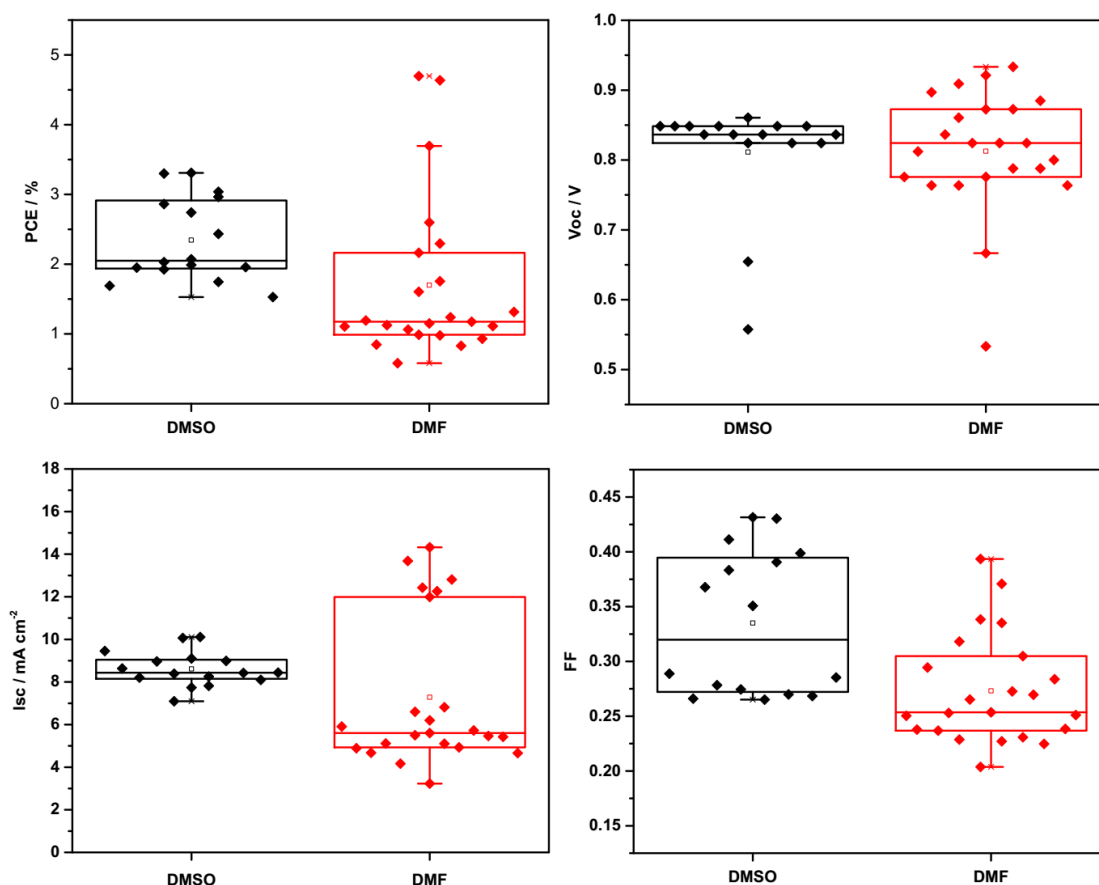 PCE / %
5
4
3
2
1
0
DMSO
DMF
Voc / V
1.0
0.9
0.8
0.7
0.6
0.5
DMSO
DMF
Isc / mA cm⁻²
18
16
14
12
10
8
6
4
2
0
DMSO
DMF
FF
0.45
0.40
0.35
0.30
0.25
0.20
0.15
DMSO
DMF